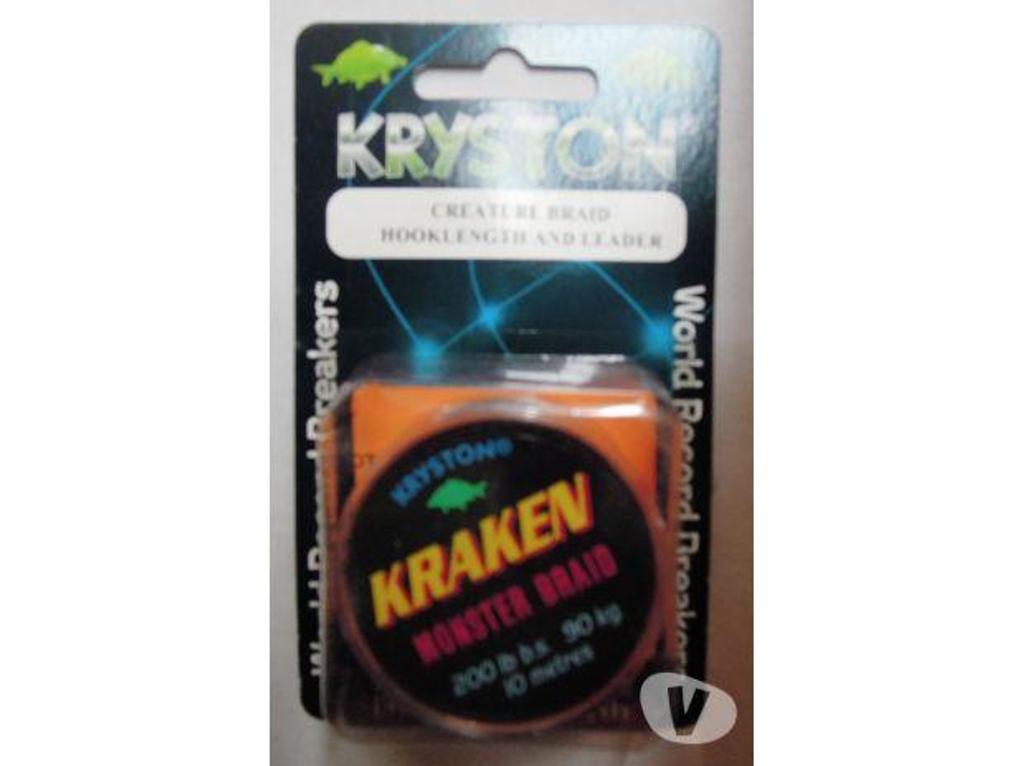 KRYSTON
CREATURE BRAID
HOOKLENGTH AND LEADER
World Record Breakers
World Record Breakers
KRYSTON®
KRAKEN
MONSTER BRAID
200 lb b.s. 90 kg
10 metres
V